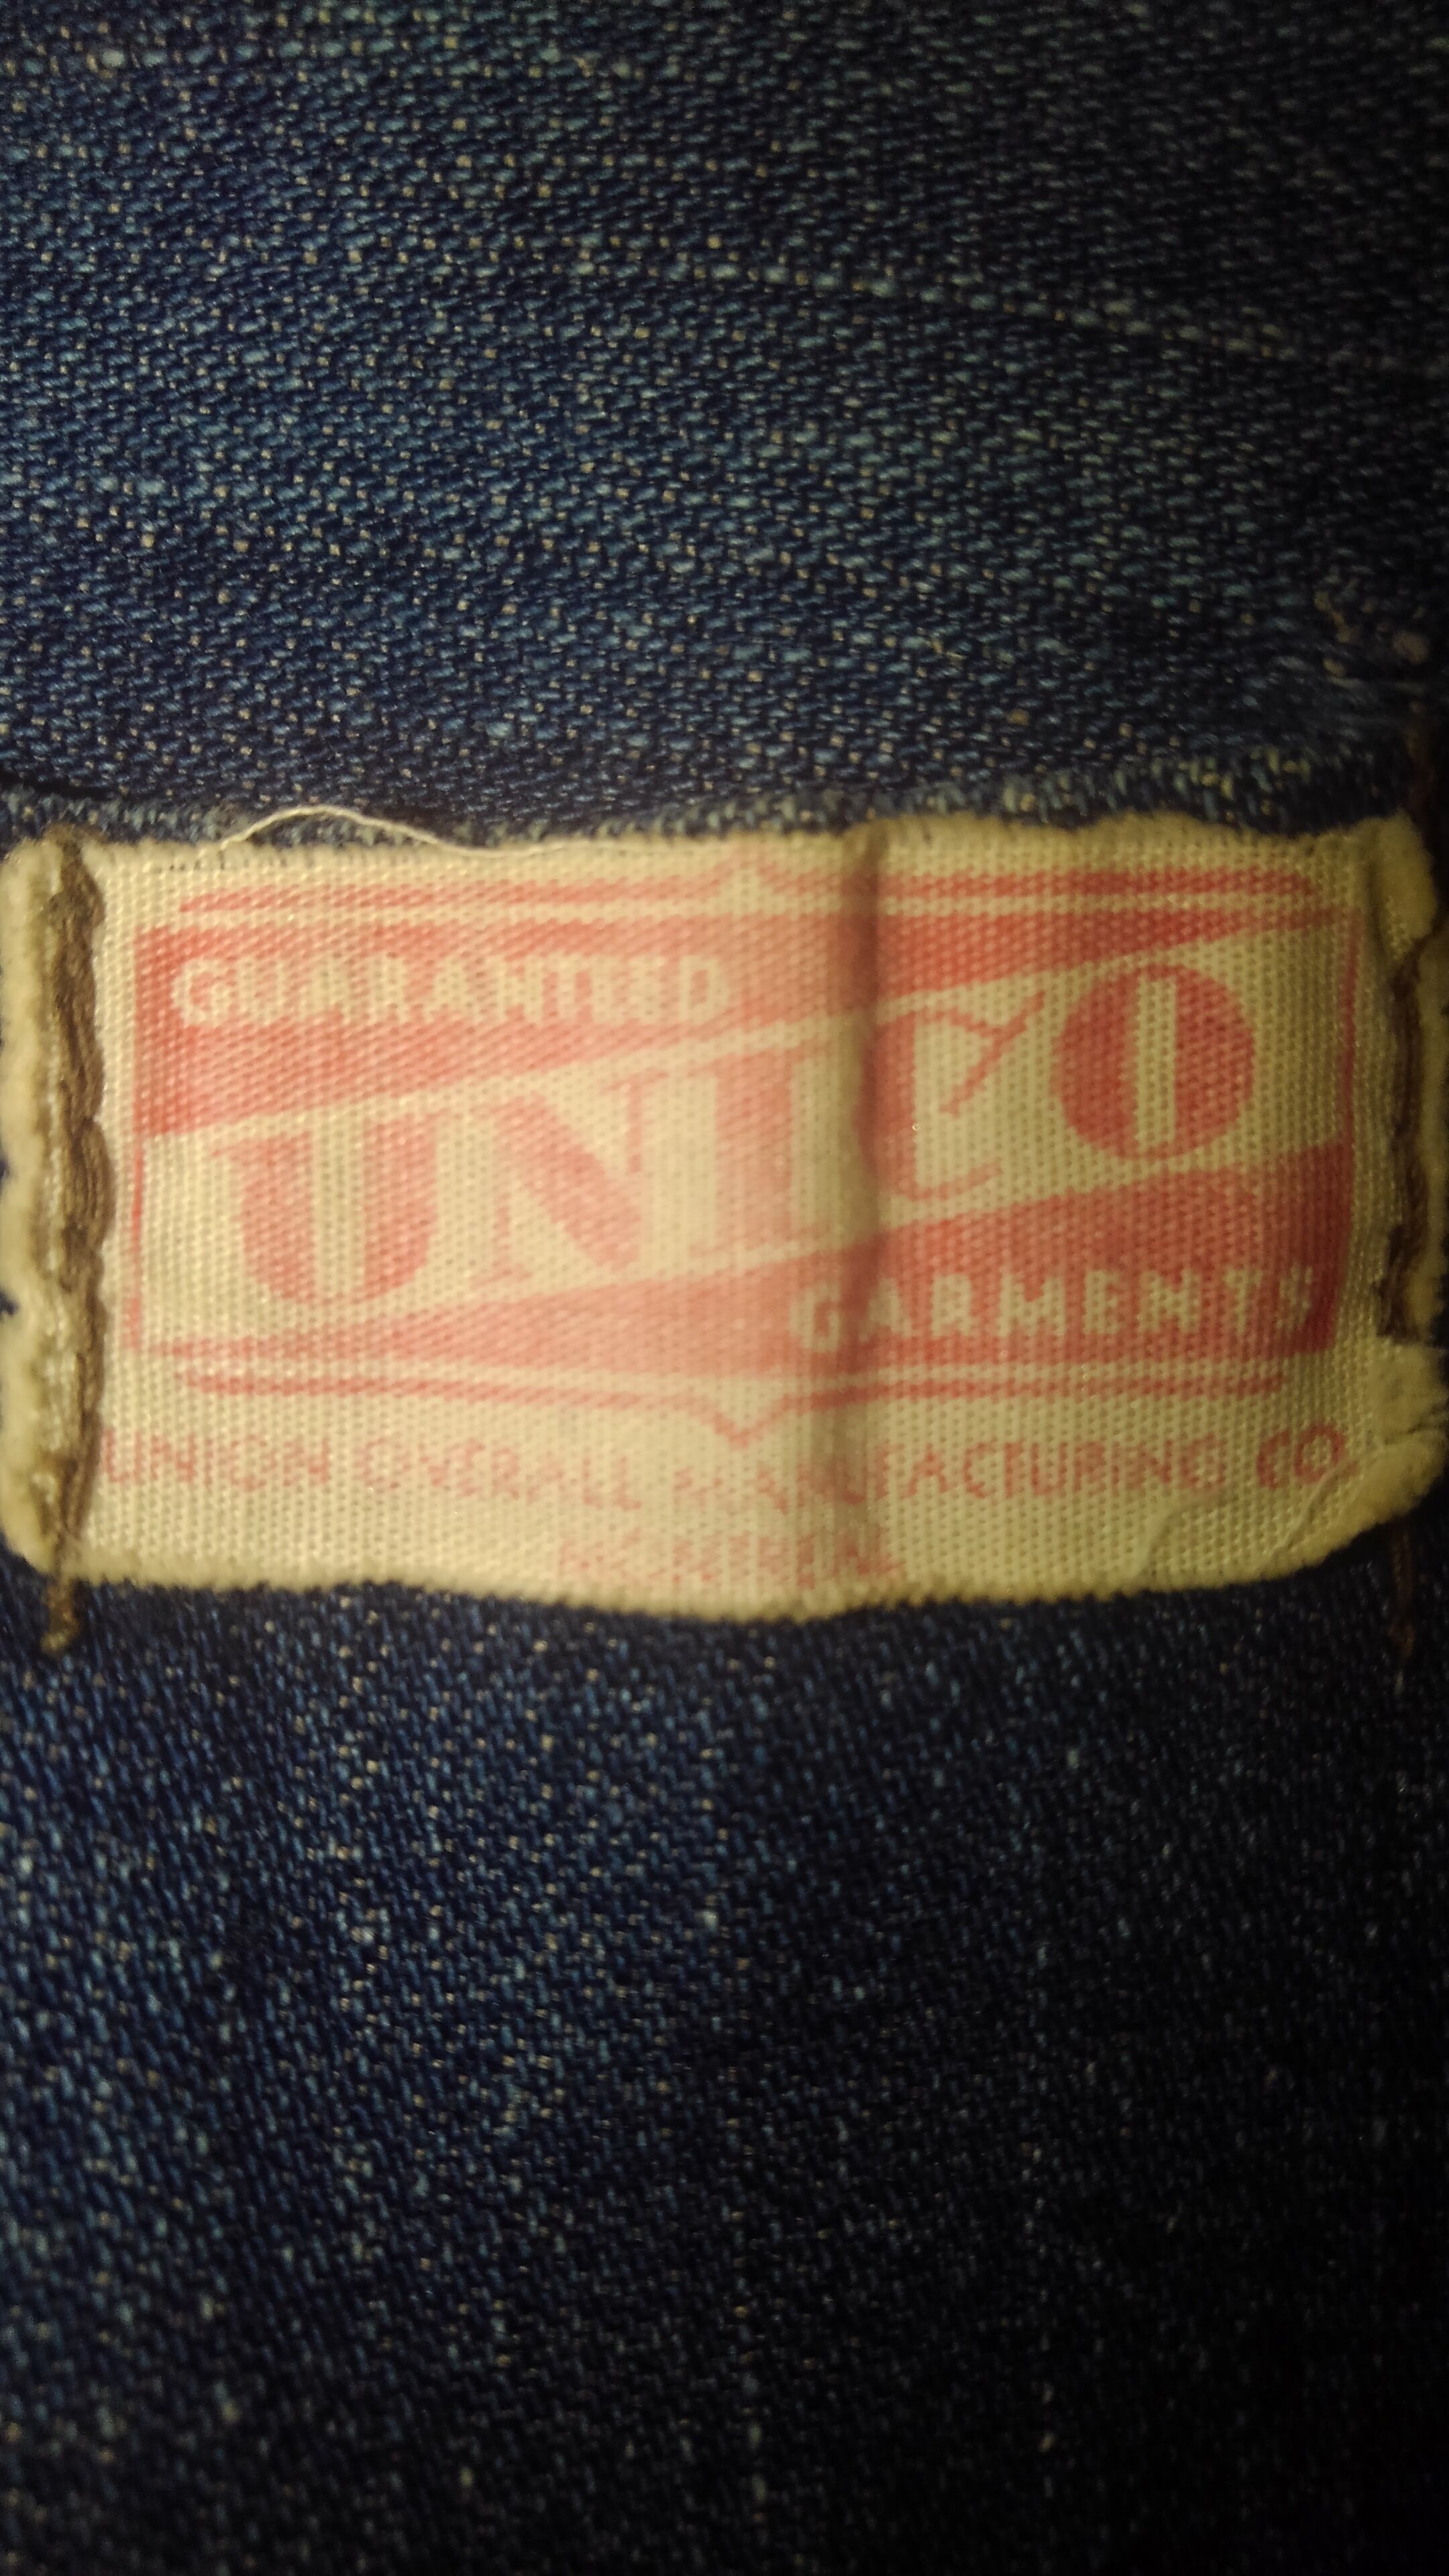 GUARANTEED
UNICO
GARMENTS
UNION OVERALL MANUFACTURING CO
MONTREAL